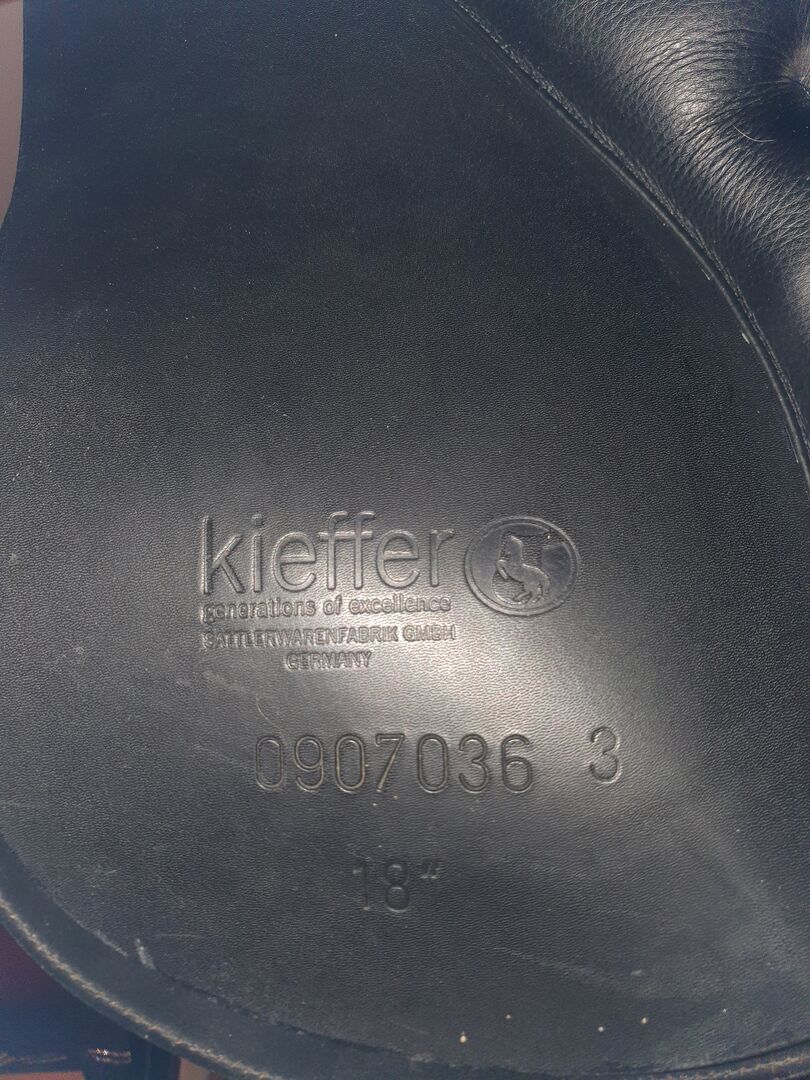 kieffer
generations of excellence
SATTLERWARENFABRIK GMBH
GERMANY
0907036 3
18"